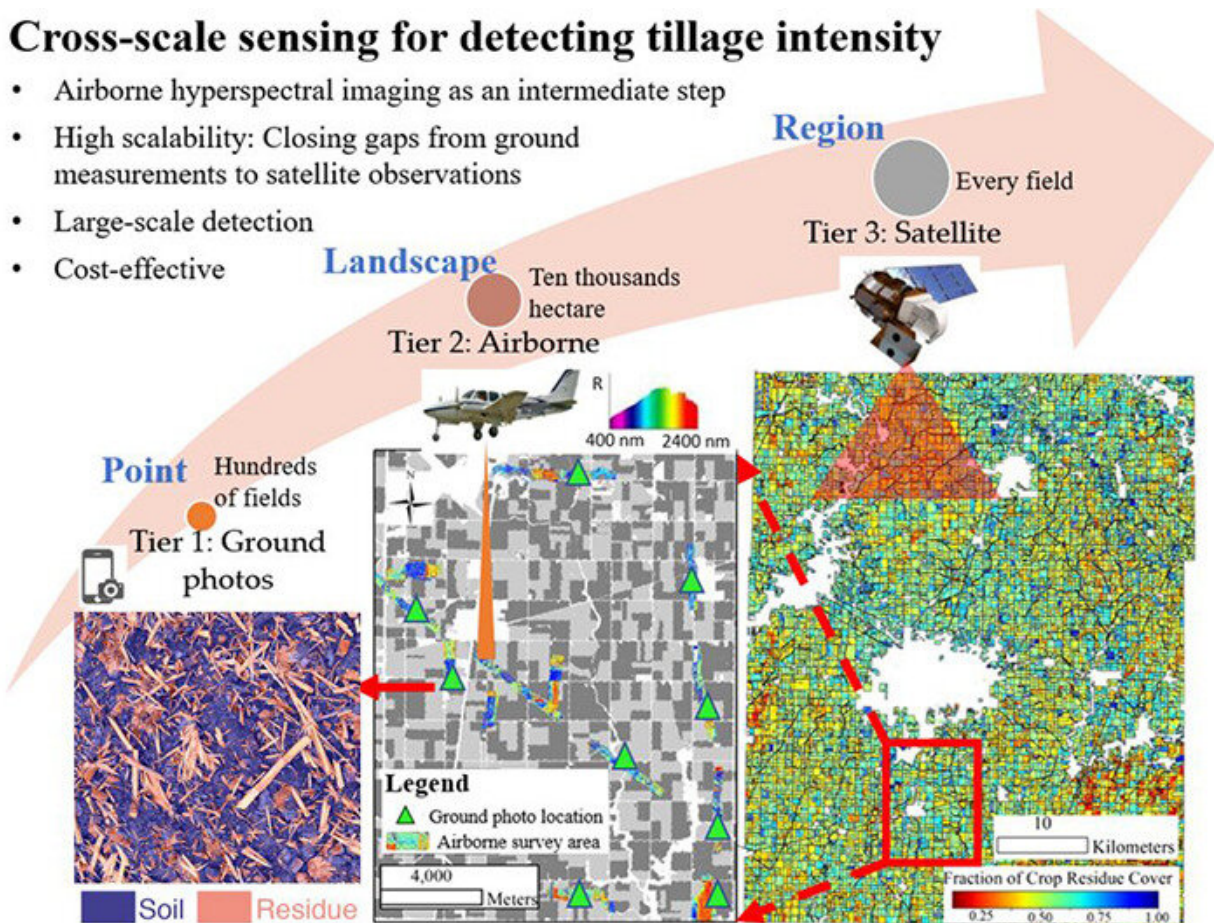 Cross-scale sensing for detecting tillage intensity
• Airborne hyperspectral imaging as an intermediate step
• High scalability: Closing gaps from ground
measurements to satellite observations
• Large-scale detection
• Cost-effective
Region
Every field
Tier 3: Satellite
Landscape
Ten thousands
hectare
Tier 2: Airborne
R
400 nm
2400 nm
Point
Hundreds
of fields
Tier 1: Ground
photos
N
Legend
Ground photo location
Airborne survey area
4,000
Meters
10
Kilometers
Fraction of Crop Residue Cover
0.25
0.50
0.75
1.00
Soil
Residue